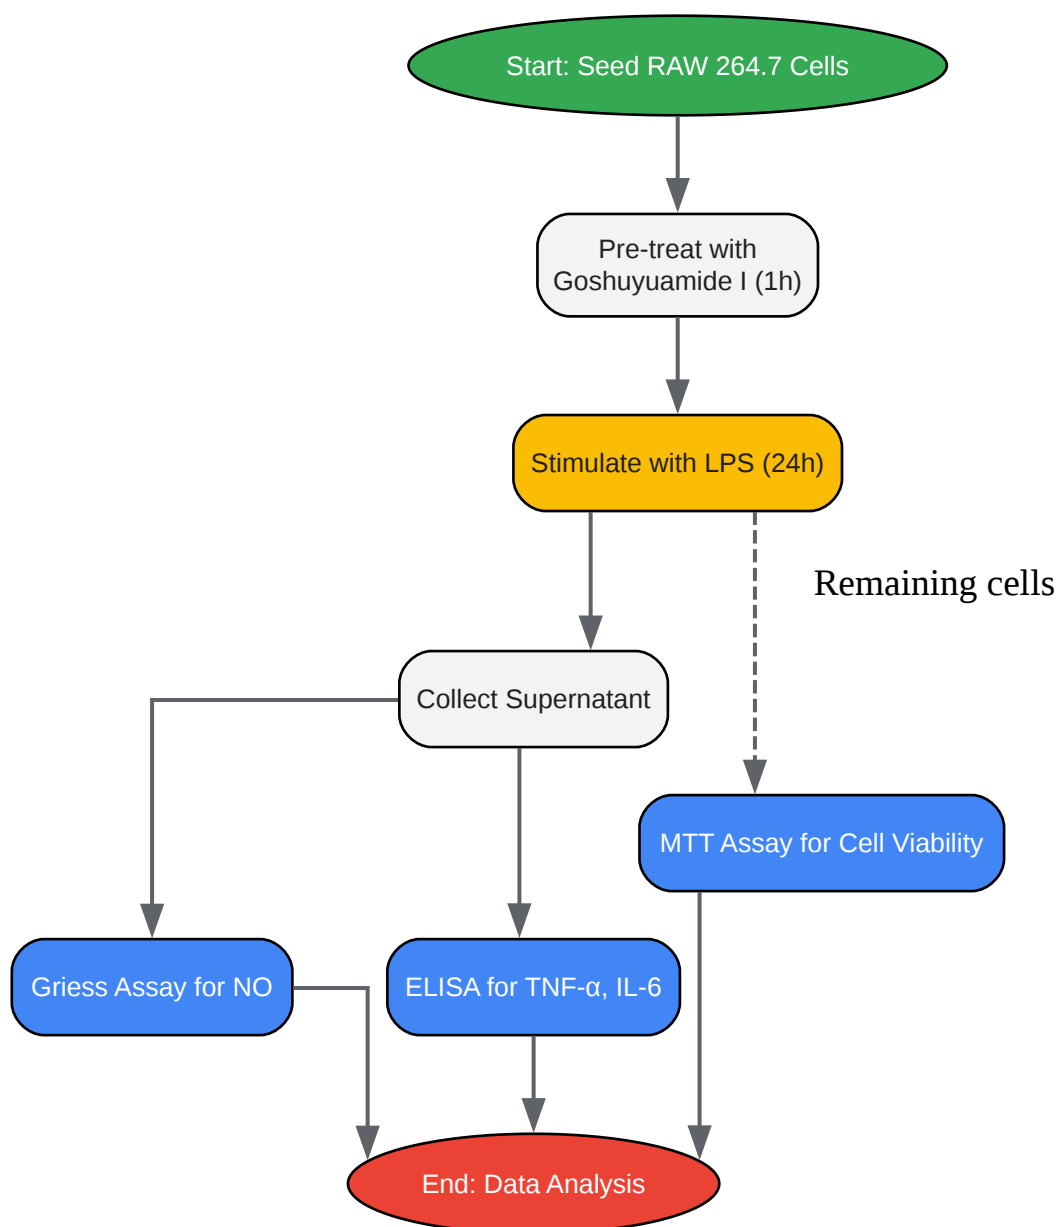 Start: Seed RAW 264.7 Cells
Pre-treat with
Goshuyuamide I (1h)
Stimulate with LPS (24h)
Remaining cells
Collect Supernatant
MTT Assay for Cell Viability
Griess Assay for NO
ELISA for TNF-α, IL-6
End: Data Analysis